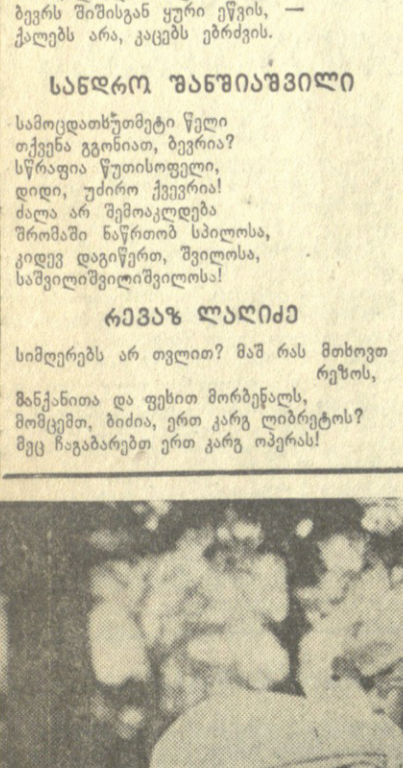 ბევრს შიშისგან ყური ეწვის, —
ქალებს არა, კაცებს ებრძვის.
ᲡᲐᲜᲓᲠᲝ ᲨᲐᲜᲨᲘᲐᲨᲕᲘᲚᲘ
სამოცდათხუთმეტი წელი
თქვენა გგონიათ, ბევრია?
სწრაფია წუთისოფელი,
დიდი, უძირო ქვევრია!
ძალა არ შემოაკლდება
შრომაში ნაწრთობ სპილოსა,
კიდევ დაგიწერთ, შვილოსა,
საშვილიშვილიშვილოსა!
ᲠᲔᲕᲐᲖ ᲚᲐᲦᲘᲫᲔ
სიმღერებს არ თვლით? მაშ რას მთხოვთ
რეზოს,
მანქანითა და ფეხით მორბენალს,
მომცემთ, ბიძია, ერთ კარგ ლიბრეტოს?
მეც ჩაგაბარებთ ერთ კარგ ოპერას!